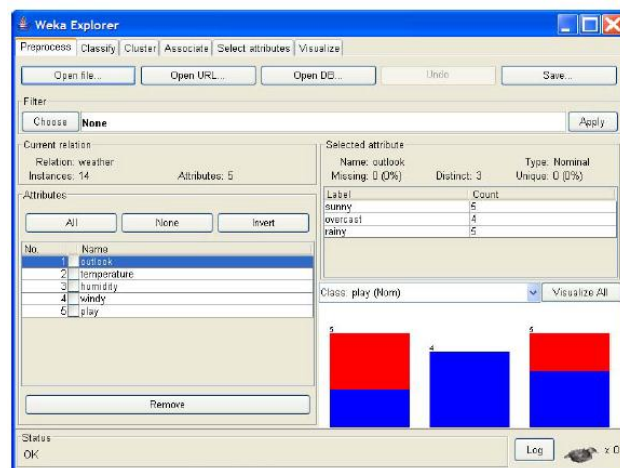 Weka Explorer
Preprocess Classify Cluster Associate Select attributes Visualize
Open file... Open URL... Open DB... Undo Save...
Filter
Choose None Apply
Current relation
Relation: weather
Instances: 14 Attributes: 5
Selected attribute
Name: outlook Type: Nominal
Missing: 0 (0%) Distinct: 3 Unique: 0 (0%)
Attributes
All None Invert
No. Name
1 outlook
2 temperature
3 humidity
4 windy
5 play
Remove
Label Count
sunny 5
overcast 4
rainy 5
Class: play (Nom) Visualize All
5 4 5
Status
OK
Log x 0